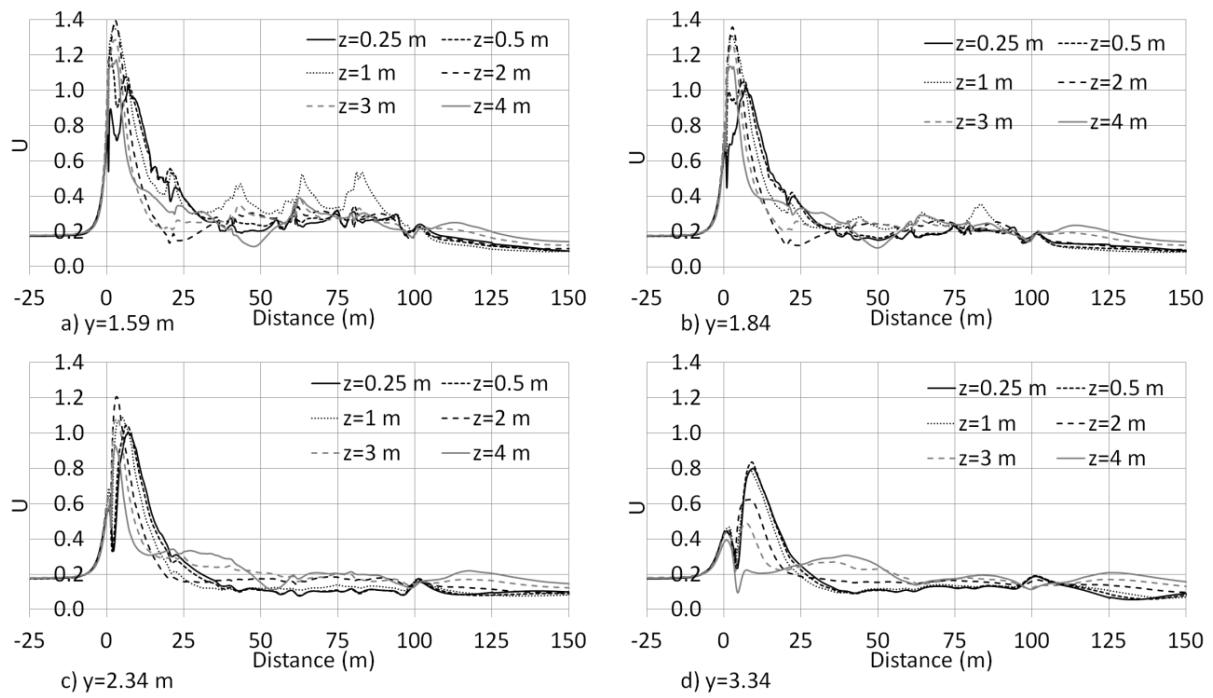 1.4
1.2
1.0
0.8
0.6
0.4
0.2
0.0
U
z=0.25 m
z=0.5 m
z=1 m
z=2 m
z=3 m
z=4 m
-25 0 25 50 75 100 125 150
Distance (m)
a) y=1.59 m
1.4
1.2
1.0
0.8
0.6
0.4
0.2
0.0
U
z=0.25 m
z=0.5 m
z=1 m
z=2 m
z=3 m
z=4 m
-25 0 25 50 75 100 125 150
Distance (m)
b) y=1.84
1.4
1.2
1.0
0.8
0.6
0.4
0.2
0.0
U
z=0.25 m
z=0.5 m
z=1 m
z=2 m
z=3 m
z=4 m
-25 0 25 50 75 100 125 150
Distance (m)
c) y=2.34 m
1.4
1.2
1.0
0.8
0.6
0.4
0.2
0.0
U
z=0.25 m
z=0.5 m
z=1 m
z=2 m
z=3 m
z=4 m
-25 0 25 50 75 100 125 150
Distance (m)
d) y=3.34